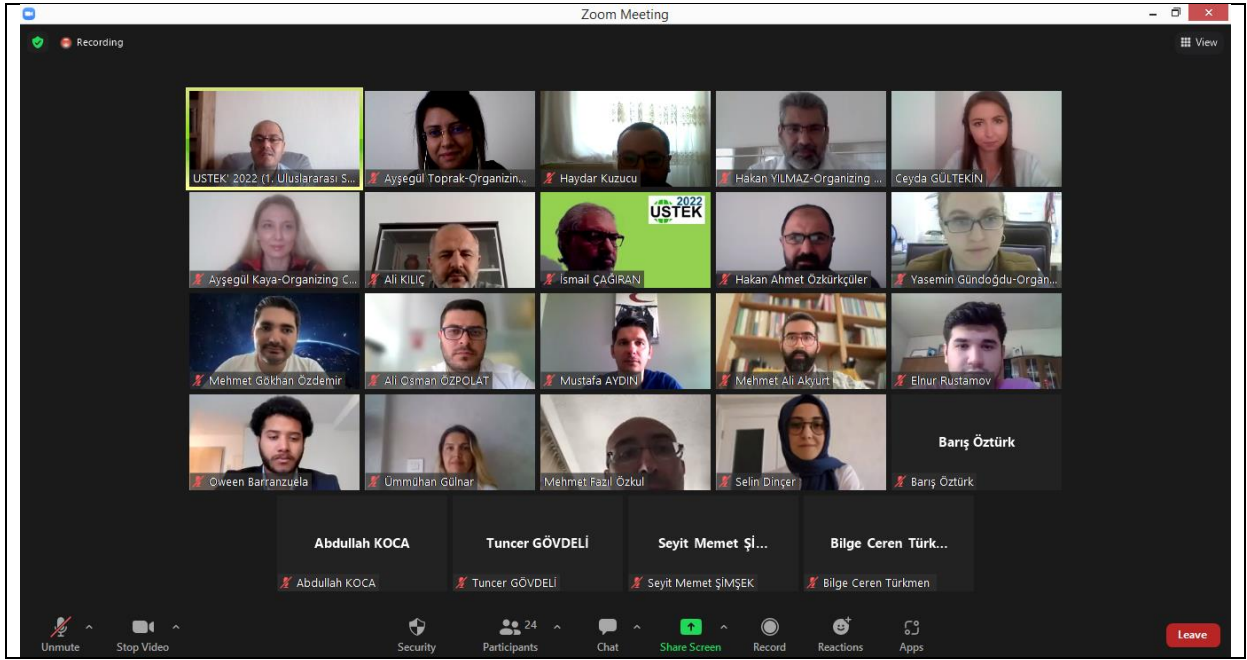 Zoom Meeting
Recording
View
USTEK' 2022 (1. Uluslararası S...
Ayşegül Toprak-Organizin...
Haydar Kuzucu
Hakan YILMAZ-Organizing ...
Ceyda GÜLTEKİN
2022
USTEK
Ayşegül Kaya-Organizing C...
Ali KILIÇ
İsmail ÇAĞIRAN
Hakan Ahmet Özkürkçüler
Yasemin Gündoğdu-Organ...
Mehmet Gökhan Özdemir
Ali Osman ÖZPOLAT
Mustafa AYDIN
Mehmet Ali Akyurt
Elnur Rustamov
Oween Barranzuela
Ümmühan Gülnar
Mehmet Fazıl Özkul
Selin Dinçer
Barış Öztürk
Barış Öztürk
Abdullah KOCA
Tuncer GÖVDELİ
Seyit Memet Şİ...
Bilge Ceren Türk...
Abdullah KOCA
Tuncer GÖVDELİ
Seyit Memet ŞİMŞEK
Bilge Ceren Türkmen
24
Unmute
Stop Video
Security
Participants
Chat
Share Screen
Record
Reactions
Apps
Leave